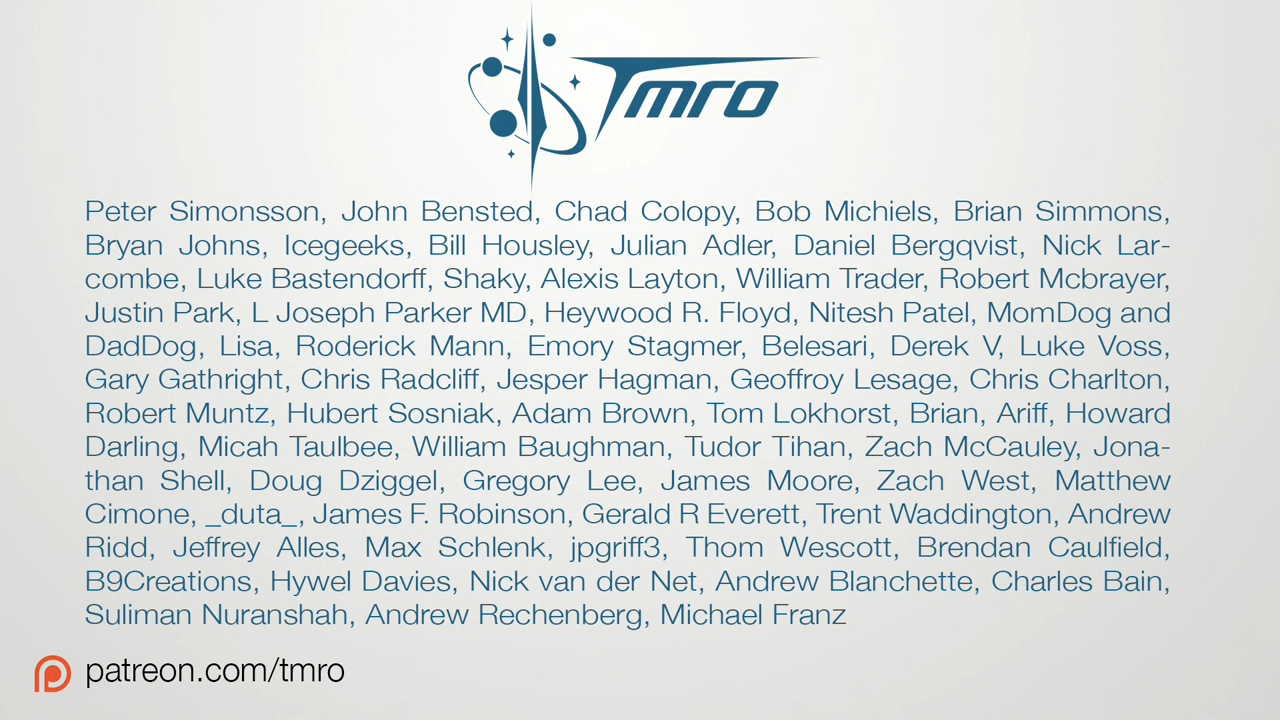 Tmro
Peter Simonsson, John Bensted, Chad Colopy, Bob Michiels, Brian Simmons,
Bryan Johns, Icegeeks, Bill Housley, Julian Adler, Daniel Bergqvist, Nick Lar-
combe, Luke Bastendorff, Shaky, Alexis Layton, William Trader, Robert Mcbrayer,
Justin Park, L Joseph Parker MD, Heywood R. Floyd, Nitesh Patel, MomDog and
DadDog, Lisa, Roderick Mann, Emory Stagmer, Belesari, Derek V, Luke Voss,
Gary Gathright, Chris Radcliff, Jesper Hagman, Geoffroy Lesage, Chris Charlton,
Robert Muntz, Hubert Sosniak, Adam Brown, Tom Lokhorst, Brian, Ariff, Howard
Darling, Micah Taulbee, William Baughman, Tudor Tihan, Zach McCauley, Jona-
than Shell, Doug Dziggel, Gregory Lee, James Moore, Zach West, Matthew
Cimone, _duta_, James F. Robinson, Gerald R Everett, Trent Waddington, Andrew
Ridd, Jeffrey Alles, Max Schlenk, jpgriff3, Thom Wescott, Brendan Caulfield,
B9Creations, Hywel Davies, Nick van der Net, Andrew Blanchette, Charles Bain,
Suliman Nuranshah, Andrew Rechenberg, Michael Franz
patreon.com/tmro